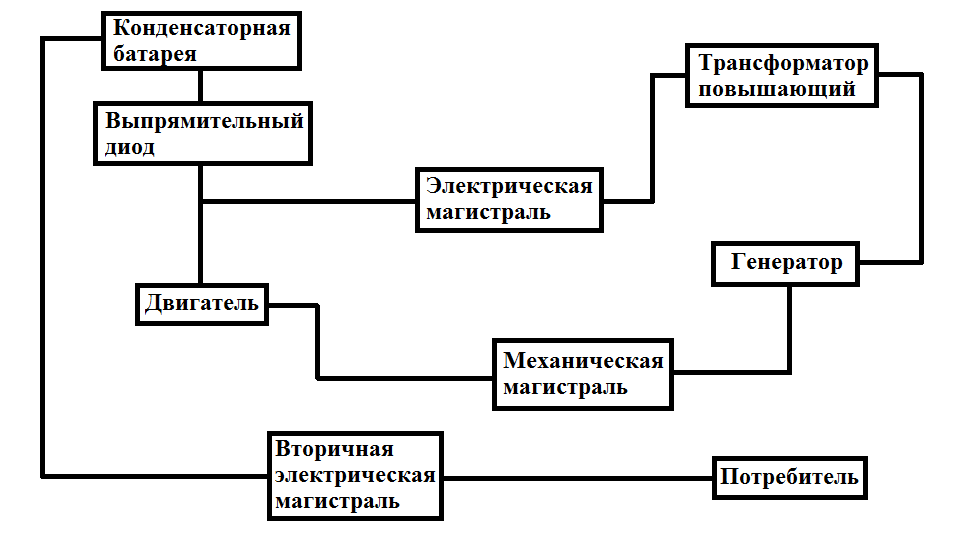 Конденсаторная
батарея
Трансформатор
повышающий
Выпрямительный
диод
Электрическая
магистраль
Генератор
Двигатель
Механическая
магистраль
Вторичная
электрическая
магистраль
Потребитель